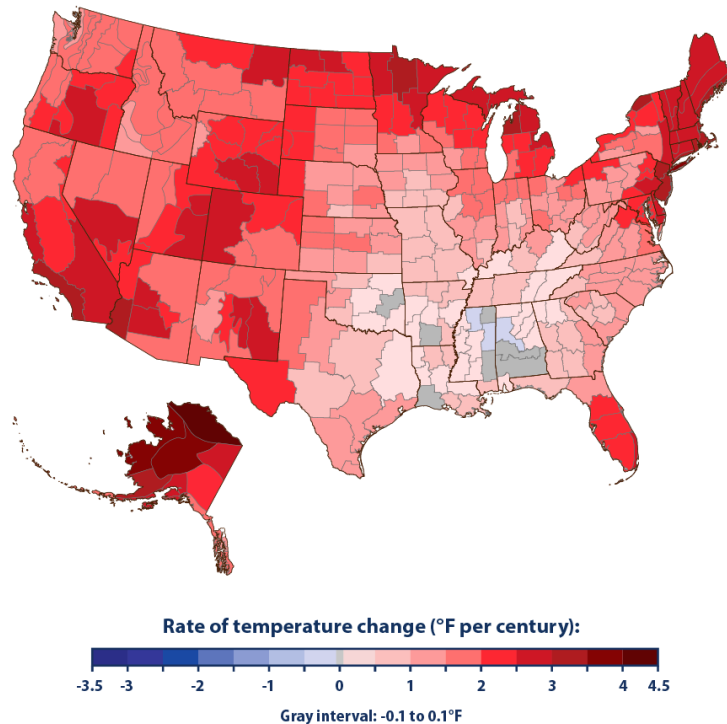 Rate of temperature change (°F per century):
-3.5 -3 -2 -1 0 1 2 3 4 4.5
Gray interval: -0.1 to 0.1°F